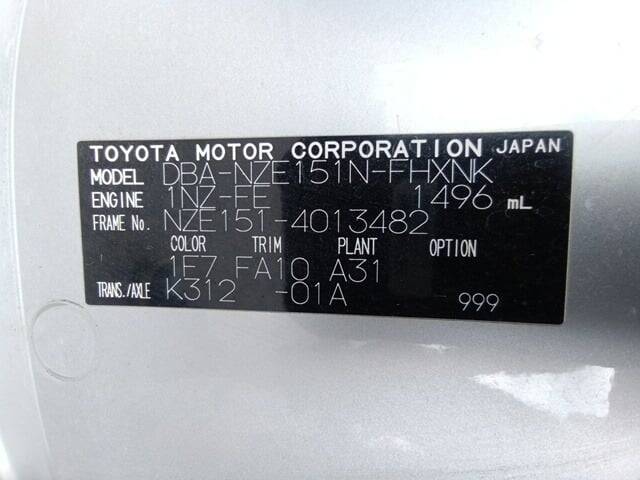 TOYOTA MOTOR CORPORATION JAPAN
MODEL DBA-NZE151N-FHXNK
ENGINE 1NZ-FE 1496 mL
FRAME No. NZE151-4013482
COLOR TRIM PLANT OPTION
1E7 FA10 A31
TRANS./AXLE K312 -01A 999